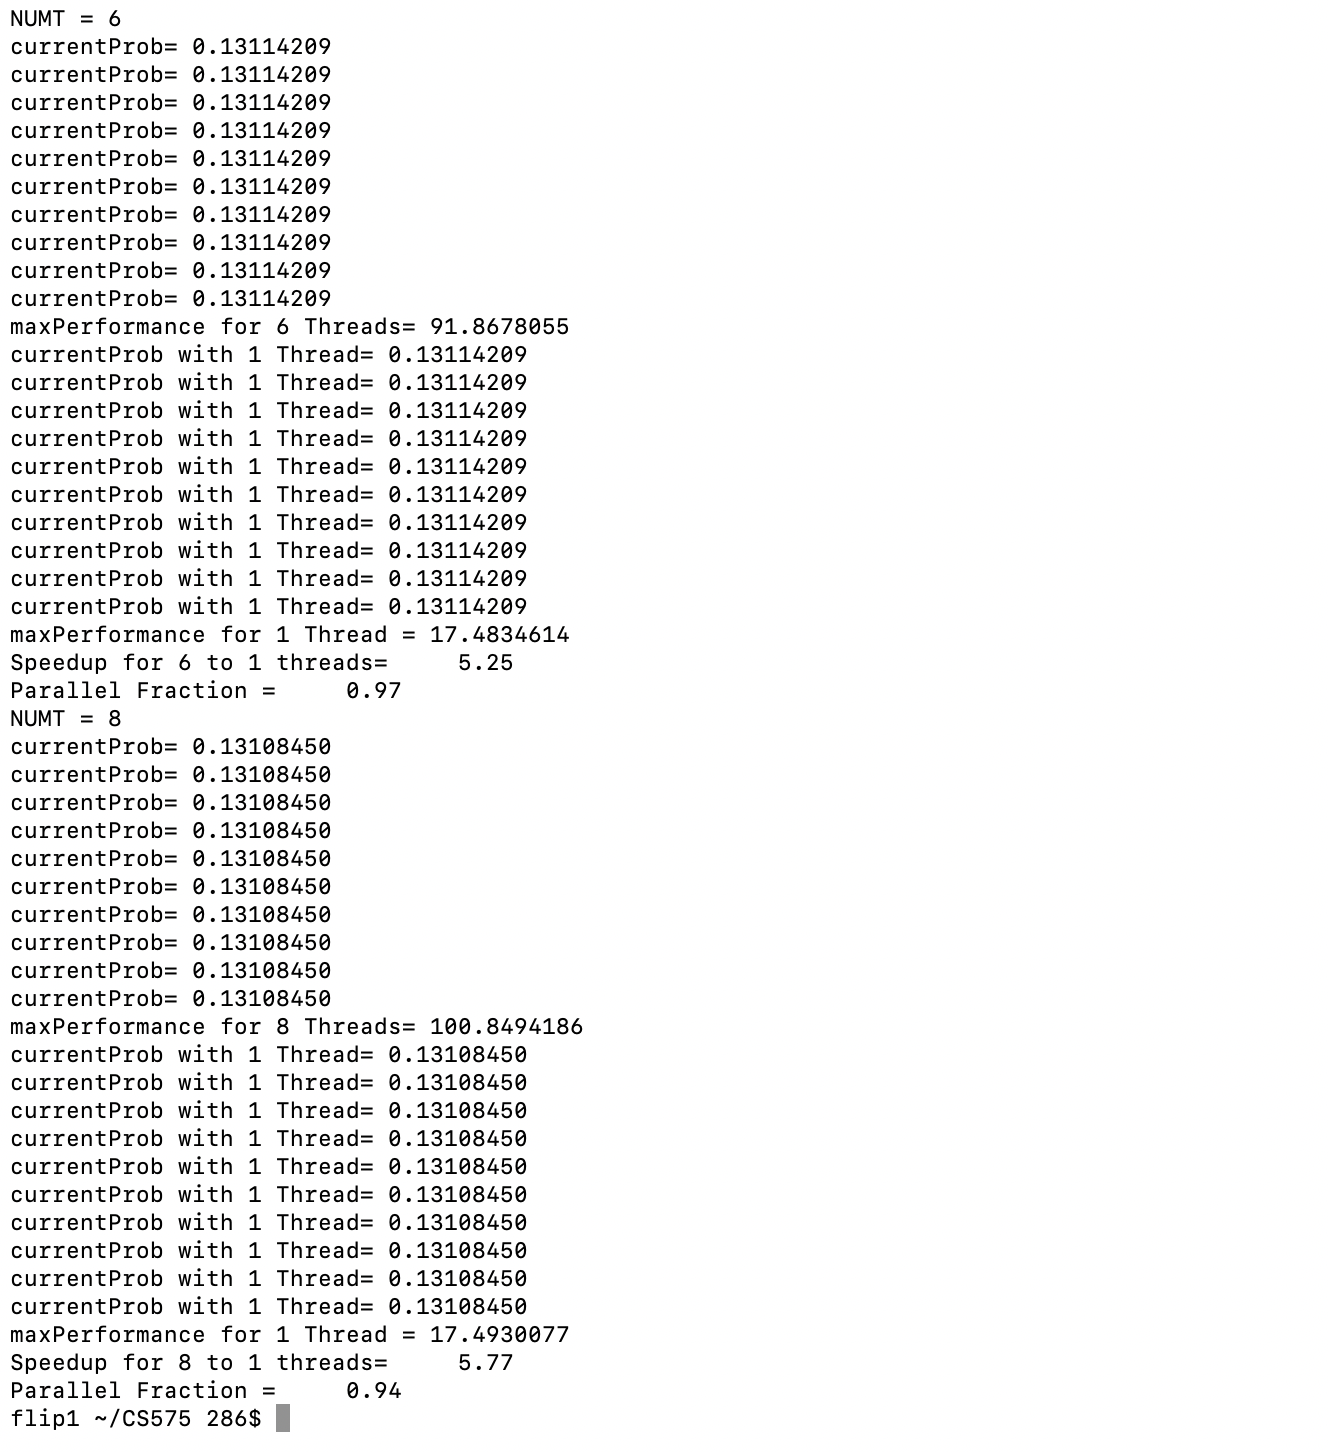 NUMT = 6
currentProb= 0.13114209
currentProb= 0.13114209
currentProb= 0.13114209
currentProb= 0.13114209
currentProb= 0.13114209
currentProb= 0.13114209
currentProb= 0.13114209
currentProb= 0.13114209
currentProb= 0.13114209
currentProb= 0.13114209
maxPerformance for 6 Threads= 91.8678055
currentProb with 1 Thread= 0.13114209
currentProb with 1 Thread= 0.13114209
currentProb with 1 Thread= 0.13114209
currentProb with 1 Thread= 0.13114209
currentProb with 1 Thread= 0.13114209
currentProb with 1 Thread= 0.13114209
currentProb with 1 Thread= 0.13114209
currentProb with 1 Thread= 0.13114209
currentProb with 1 Thread= 0.13114209
currentProb with 1 Thread= 0.13114209
maxPerformance for 1 Thread = 17.4834614
Speedup for 6 to 1 threads=     5.25
Parallel Fraction =     0.97
NUMT = 8
currentProb= 0.13108450
currentProb= 0.13108450
currentProb= 0.13108450
currentProb= 0.13108450
currentProb= 0.13108450
currentProb= 0.13108450
currentProb= 0.13108450
currentProb= 0.13108450
currentProb= 0.13108450
currentProb= 0.13108450
maxPerformance for 8 Threads= 100.8494186
currentProb with 1 Thread= 0.13108450
currentProb with 1 Thread= 0.13108450
currentProb with 1 Thread= 0.13108450
currentProb with 1 Thread= 0.13108450
currentProb with 1 Thread= 0.13108450
currentProb with 1 Thread= 0.13108450
currentProb with 1 Thread= 0.13108450
currentProb with 1 Thread= 0.13108450
currentProb with 1 Thread= 0.13108450
currentProb with 1 Thread= 0.13108450
maxPerformance for 1 Thread = 17.4930077
Speedup for 8 to 1 threads=     5.77
Parallel Fraction =     0.94
flip1 ~/CS575 286$